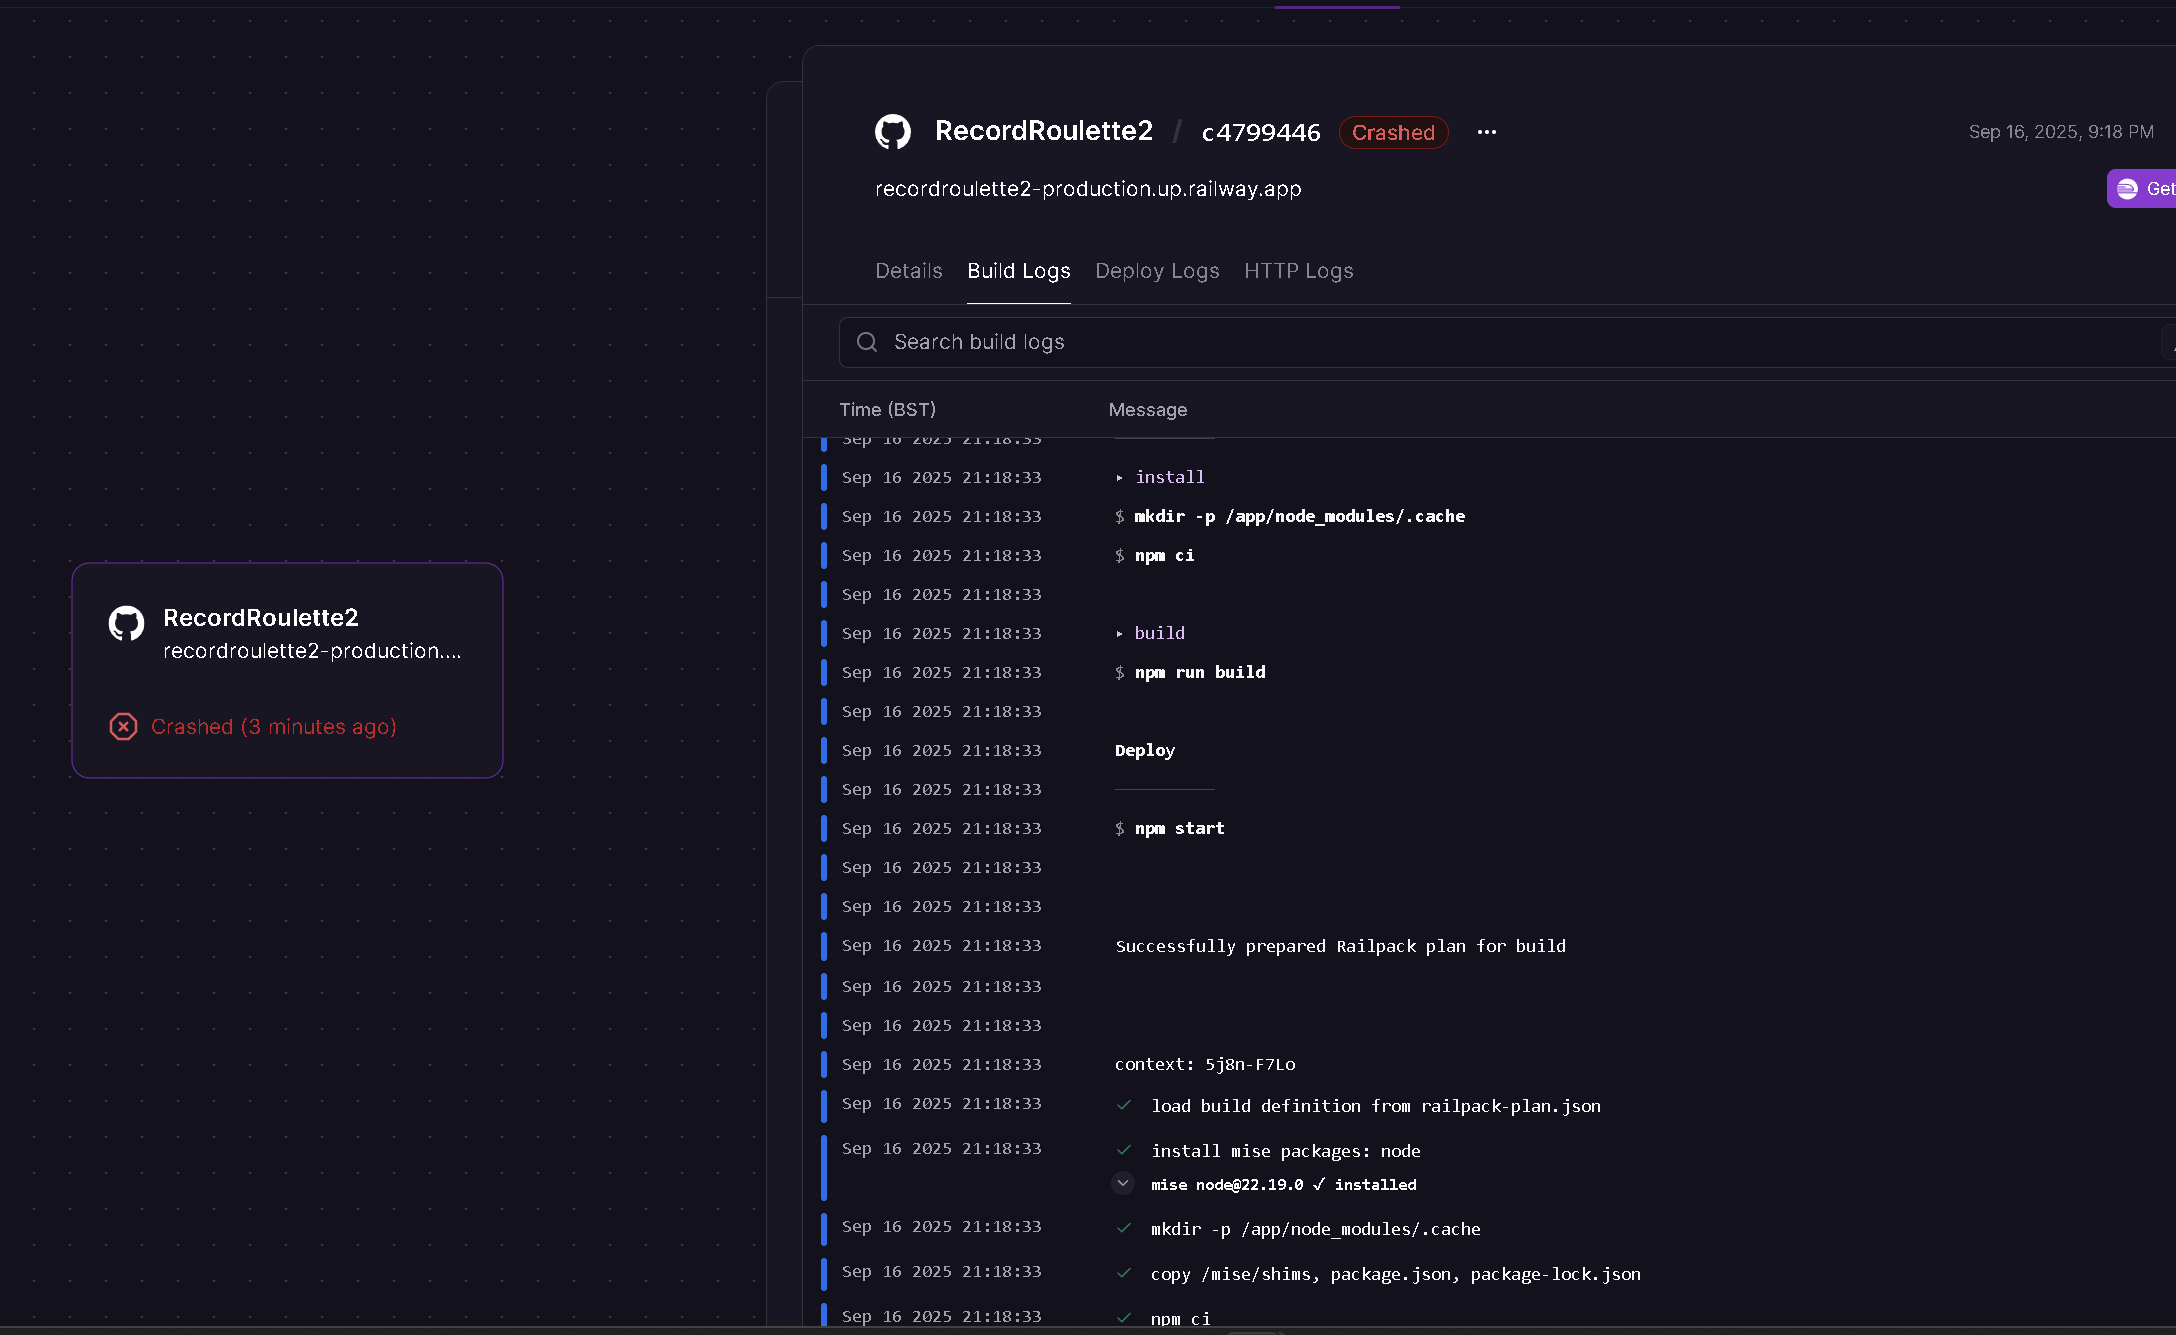 RecordRoulette2 / c4799446 Crashed ...
Sep 16, 2025, 9:18 PM
recordroulette2-production.up.railway.app
Get
Details Build Logs Deploy Logs HTTP Logs
Search build logs
Time (BST) Message
Sep 16 2025 21:18:33
Sep 16 2025 21:18:33 ▸ install
Sep 16 2025 21:18:33 $ mkdir -p /app/node_modules/.cache
Sep 16 2025 21:18:33 $ npm ci
Sep 16 2025 21:18:33
Sep 16 2025 21:18:33 ▸ build
Sep 16 2025 21:18:33 $ npm run build
Sep 16 2025 21:18:33
Sep 16 2025 21:18:33 Deploy
Sep 16 2025 21:18:33 ──────────
Sep 16 2025 21:18:33 $ npm start
Sep 16 2025 21:18:33
Sep 16 2025 21:18:33
Sep 16 2025 21:18:33 Successfully prepared Railpack plan for build
Sep 16 2025 21:18:33
Sep 16 2025 21:18:33
Sep 16 2025 21:18:33 context: 5j8n-F7Lo
Sep 16 2025 21:18:33 ✓ load build definition from railpack-plan.json
Sep 16 2025 21:18:33 ✓ install mise packages: node
mise node@22.19.0 ✓ installed
Sep 16 2025 21:18:33 ✓ mkdir -p /app/node_modules/.cache
Sep 16 2025 21:18:33 ✓ copy /mise/shims, package.json, package-lock.json
Sep 16 2025 21:18:33 ✓ npm ci
RecordRoulette2
recordroulette2-production....
Crashed (3 minutes ago)